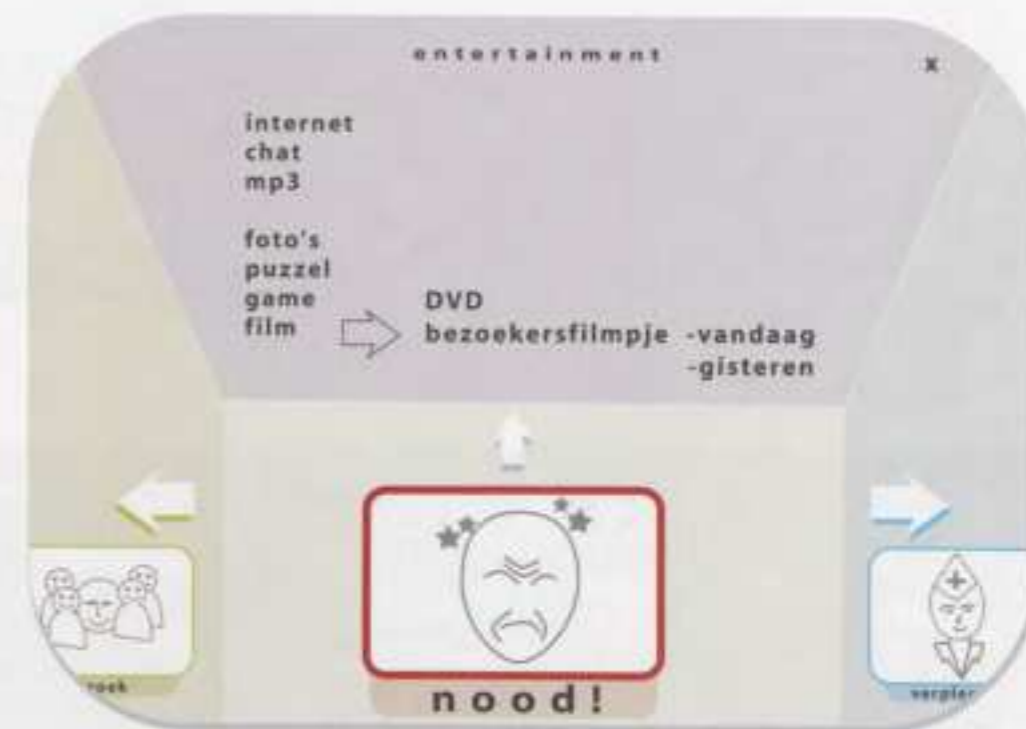 entertainment
x
internet
chat
mp3
foto's
puzzel
game
film
DVD
bezoekersfilmpje -vandaag
-gisteren
nood!